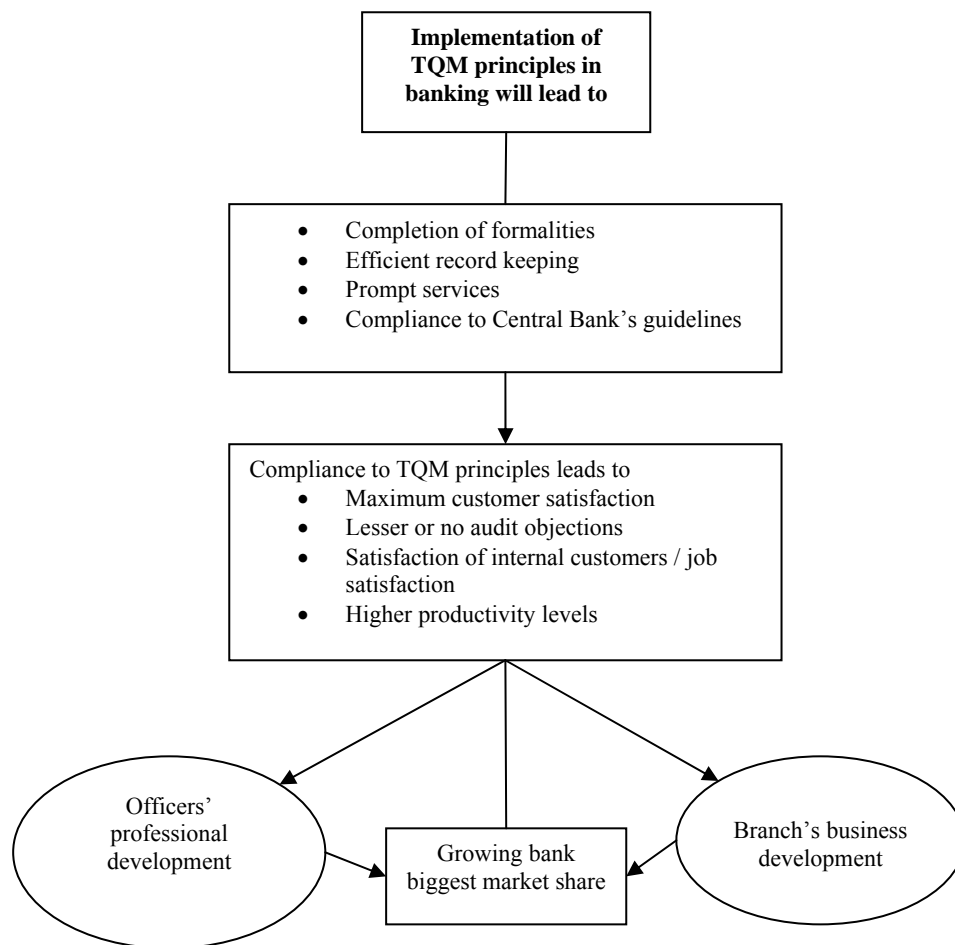 Implementation of
TQM principles in
banking will lead to
• Completion of formalities
• Efficient record keeping
• Prompt services
• Compliance to Central Bank’s guidelines
Compliance to TQM principles leads to
• Maximum customer satisfaction
• Lesser or no audit objections
• Satisfaction of internal customers / job
satisfaction
• Higher productivity levels
Officers’
professional
development
Growing bank
biggest market share
Branch’s business
development